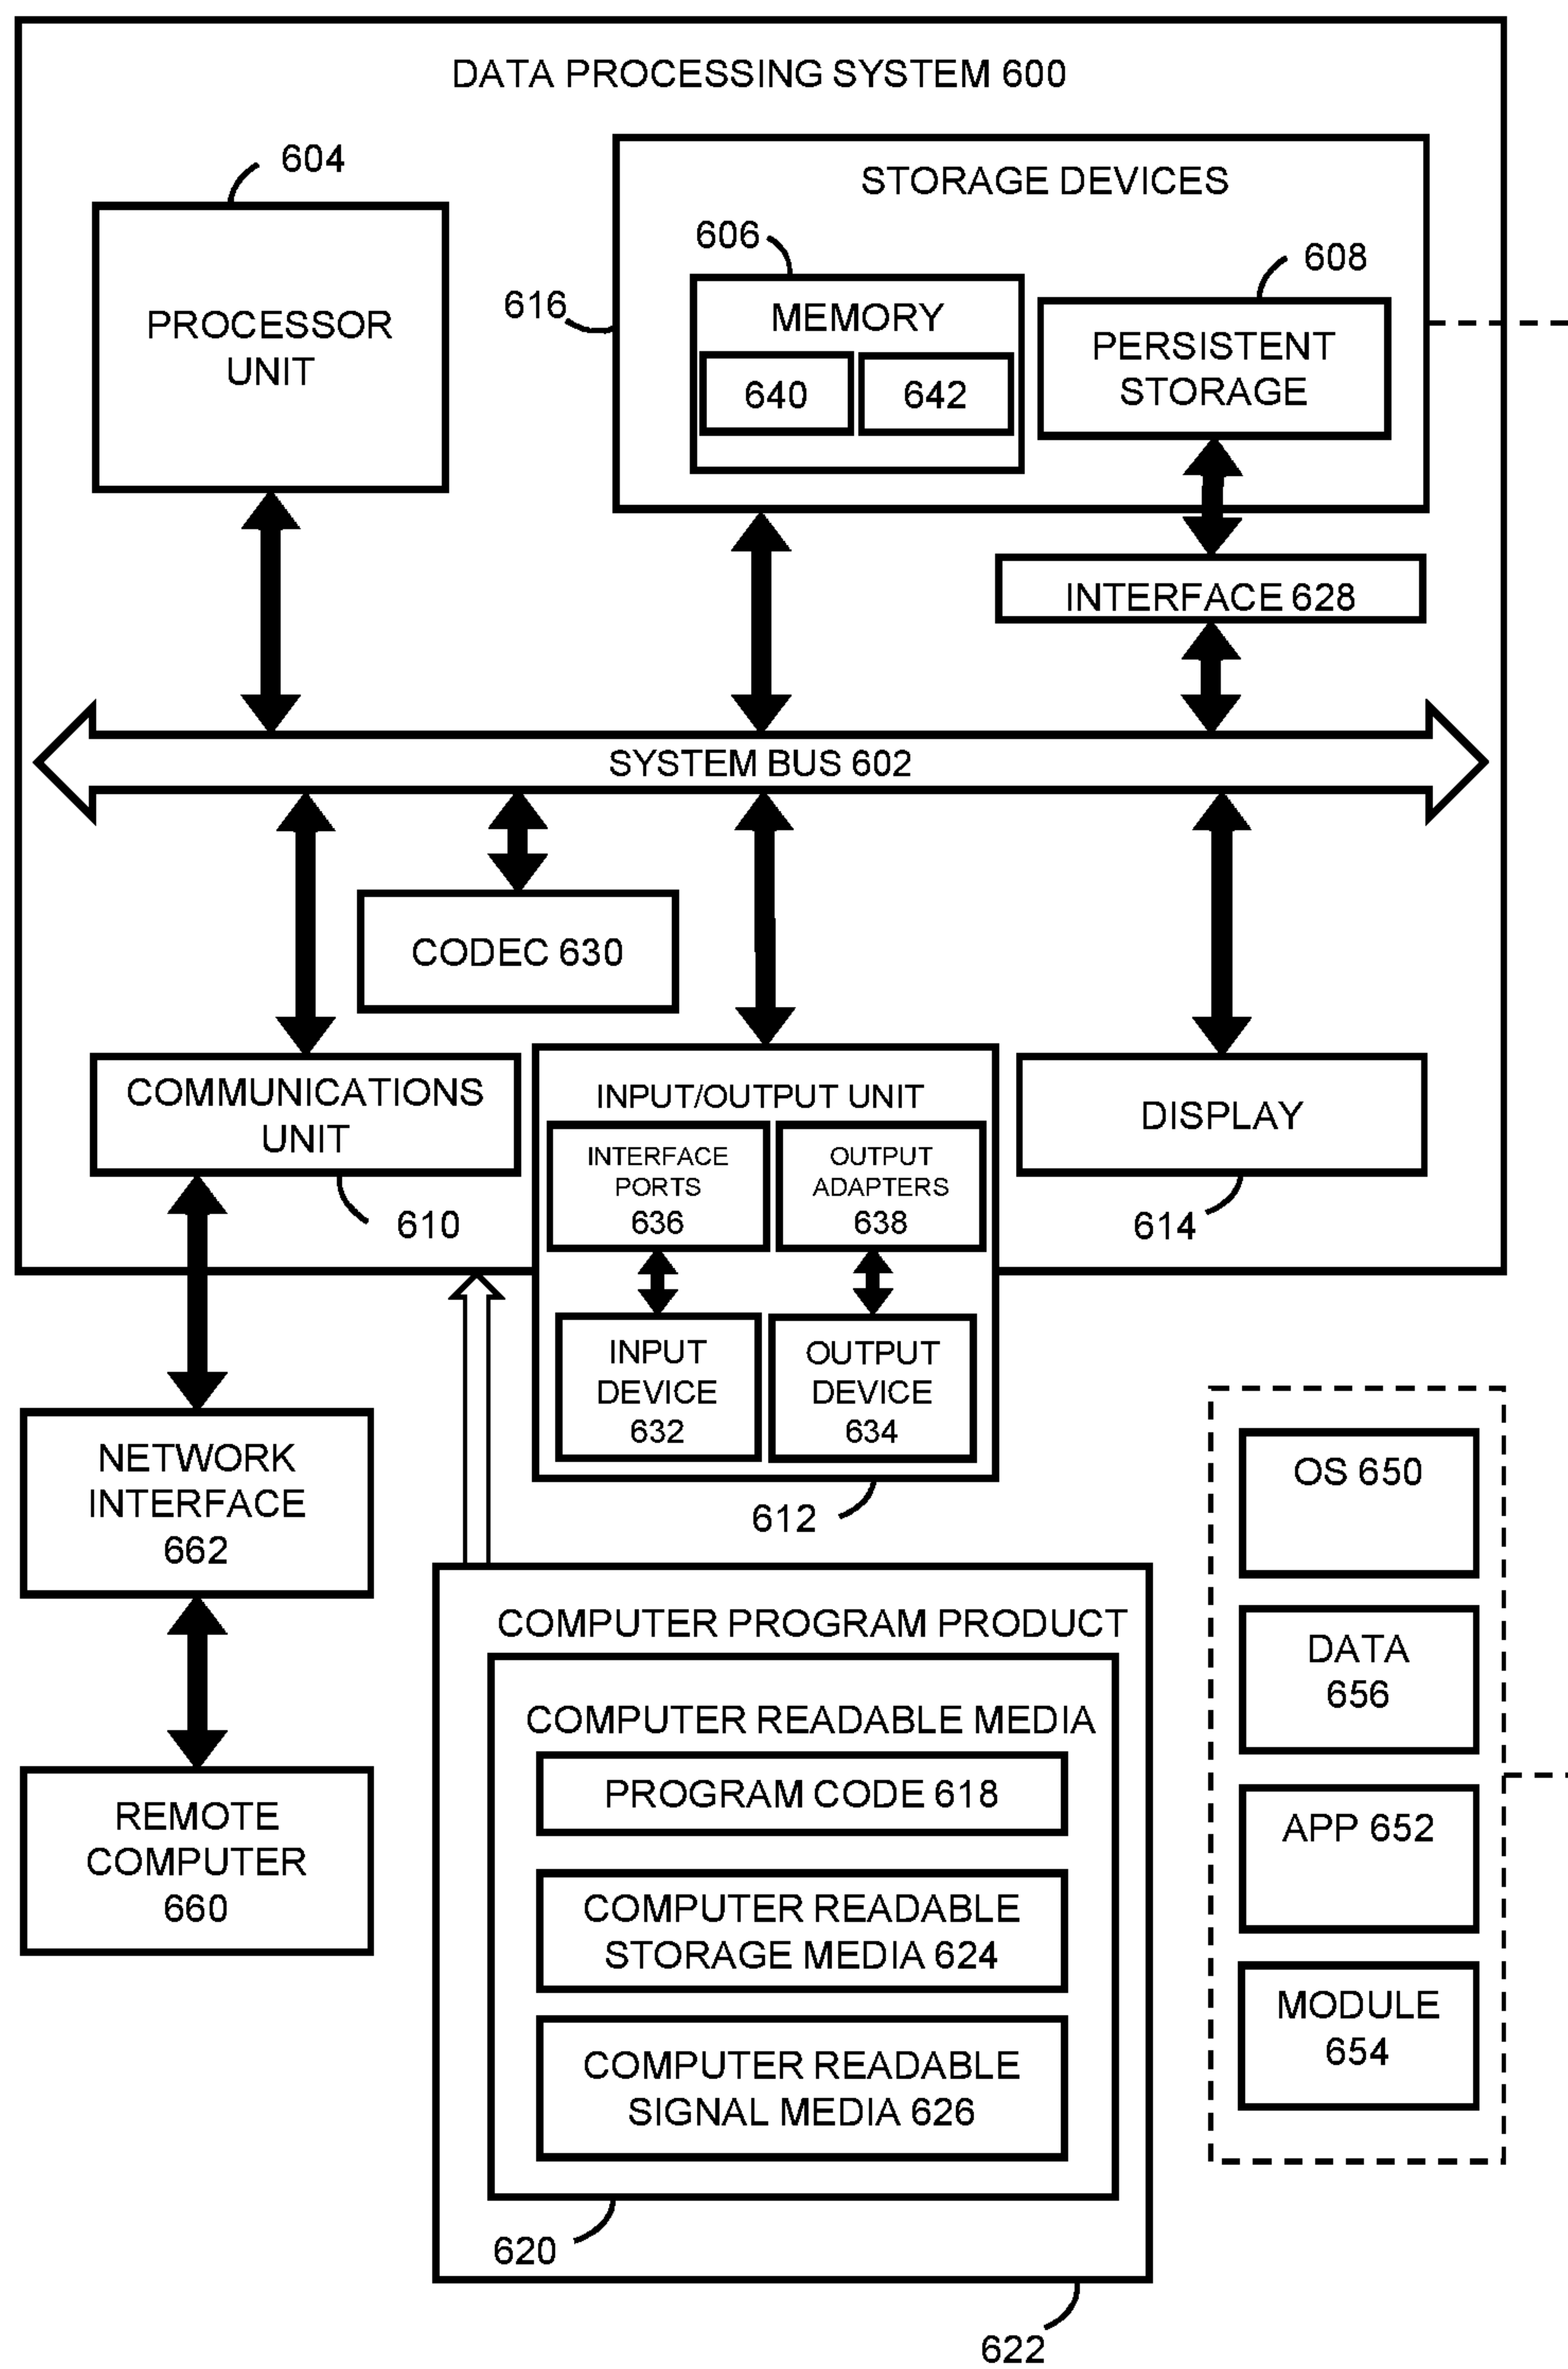 DATA PROCESSING SYSTEM 600
604
PROCESSOR
UNIT
STORAGE DEVICES
606
608
616
MEMORY
640
642
PERSISTENT
STORAGE
INTERFACE 628
SYSTEM BUS 602
CODEC 630
COMMUNICATIONS
UNIT
610
INPUT/OUTPUT UNIT
INTERFACE
PORTS
636
OUTPUT
ADAPTERS
638
DISPLAY
614
INPUT
DEVICE
632
OUTPUT
DEVICE
634
612
NETWORK
INTERFACE
662
REMOTE
COMPUTER
660
COMPUTER PROGRAM PRODUCT
COMPUTER READABLE MEDIA
PROGRAM CODE 618
COMPUTER READABLE
STORAGE MEDIA 624
COMPUTER READABLE
SIGNAL MEDIA 626
620
622
OS 650
DATA
656
APP 652
MODULE
654